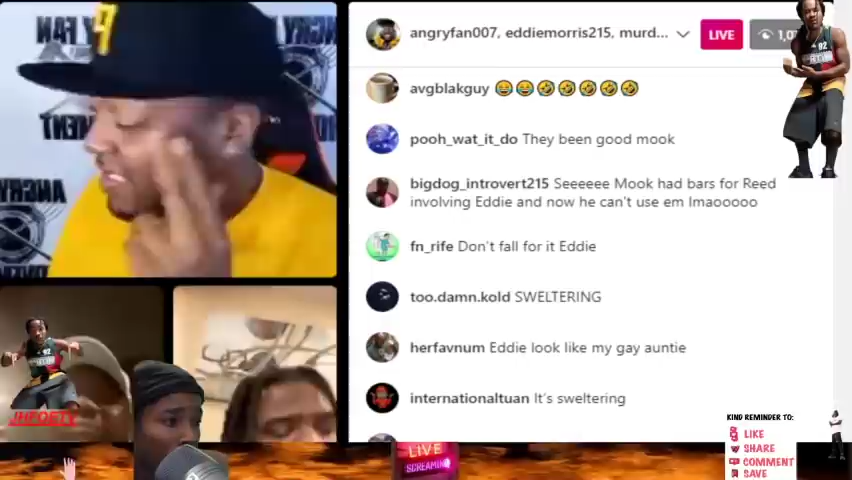 angryfan007, eddiemorris215, murd...
LIVE
avgblakguy 😂😂🤣🤣🤣🤣🤣
pooh_wat_it_do They been good mook
bigdog_introvert215 Seeeeee Mook had bars for Reed
involving Eddie and now he can't use em lmaooooo
fn_rife Don't fall for it Eddie
too.damn.kold SWELTERING
herfavnum Eddie look like my gay auntie
internationaltuan It's sweltering
JHFOETY
KIND REMINDER TO:
LIKE
SHARE
COMMENT
SAVE
LIVE